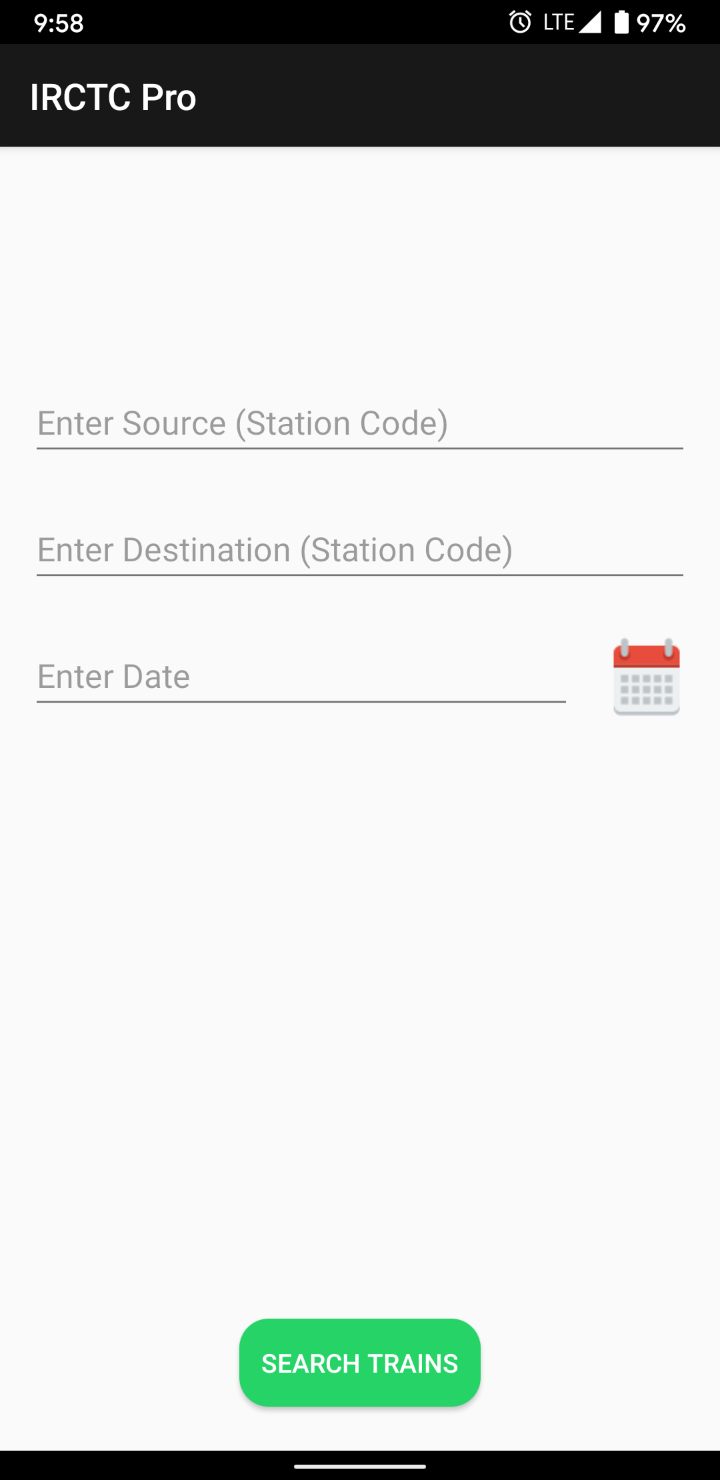 9:58 LTE 97%
IRCTC Pro
Enter Source (Station Code)
Enter Destination (Station Code)
Enter Date
SEARCH TRAINS